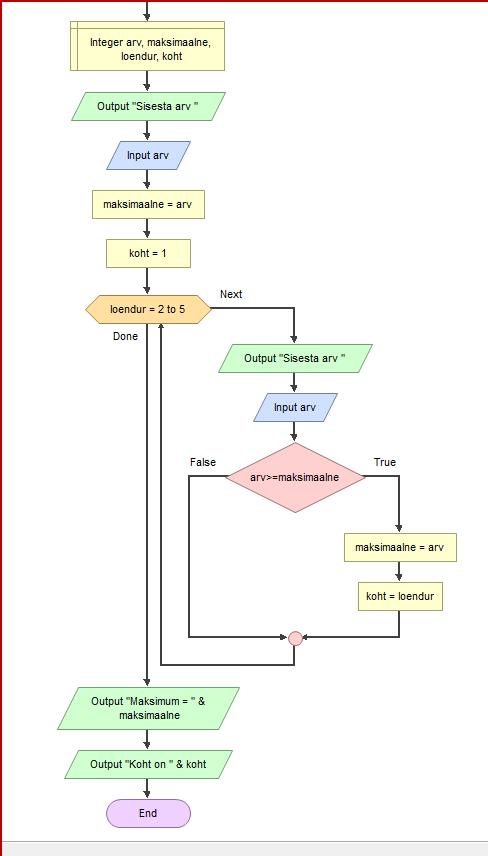 Integer arv, maksimaalne,
loendur, koht
Output "Sisesta arv "
Input arv
maksimaalne = arv
koht = 1
loendur = 2 to 5
Next
Done
Output "Sisesta arv "
Input arv
False
True
arv>=maksimaalne
maksimaalne = arv
koht = loendur
Output "Maksimum = " &
maksimaalne
Output "Koht on " & koht
End